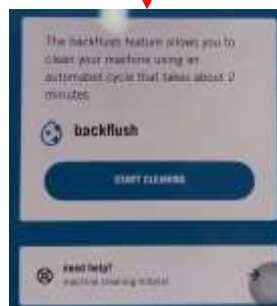 The backflush feature allows you to
clean your machine using an
automated cycle that takes about 2
minutes
backflush
START CLEANING
need help?
machine cleaning tutorial